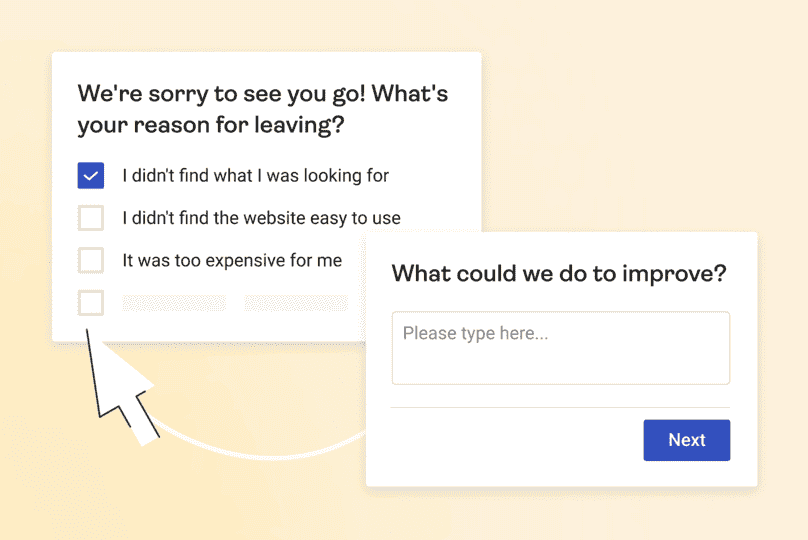 We're sorry to see you go! What's
your reason for leaving?
I didn't find what I was looking for
I didn't find the website easy to use
It was too expensive for me
What could we do to improve?
Please type here...
Next